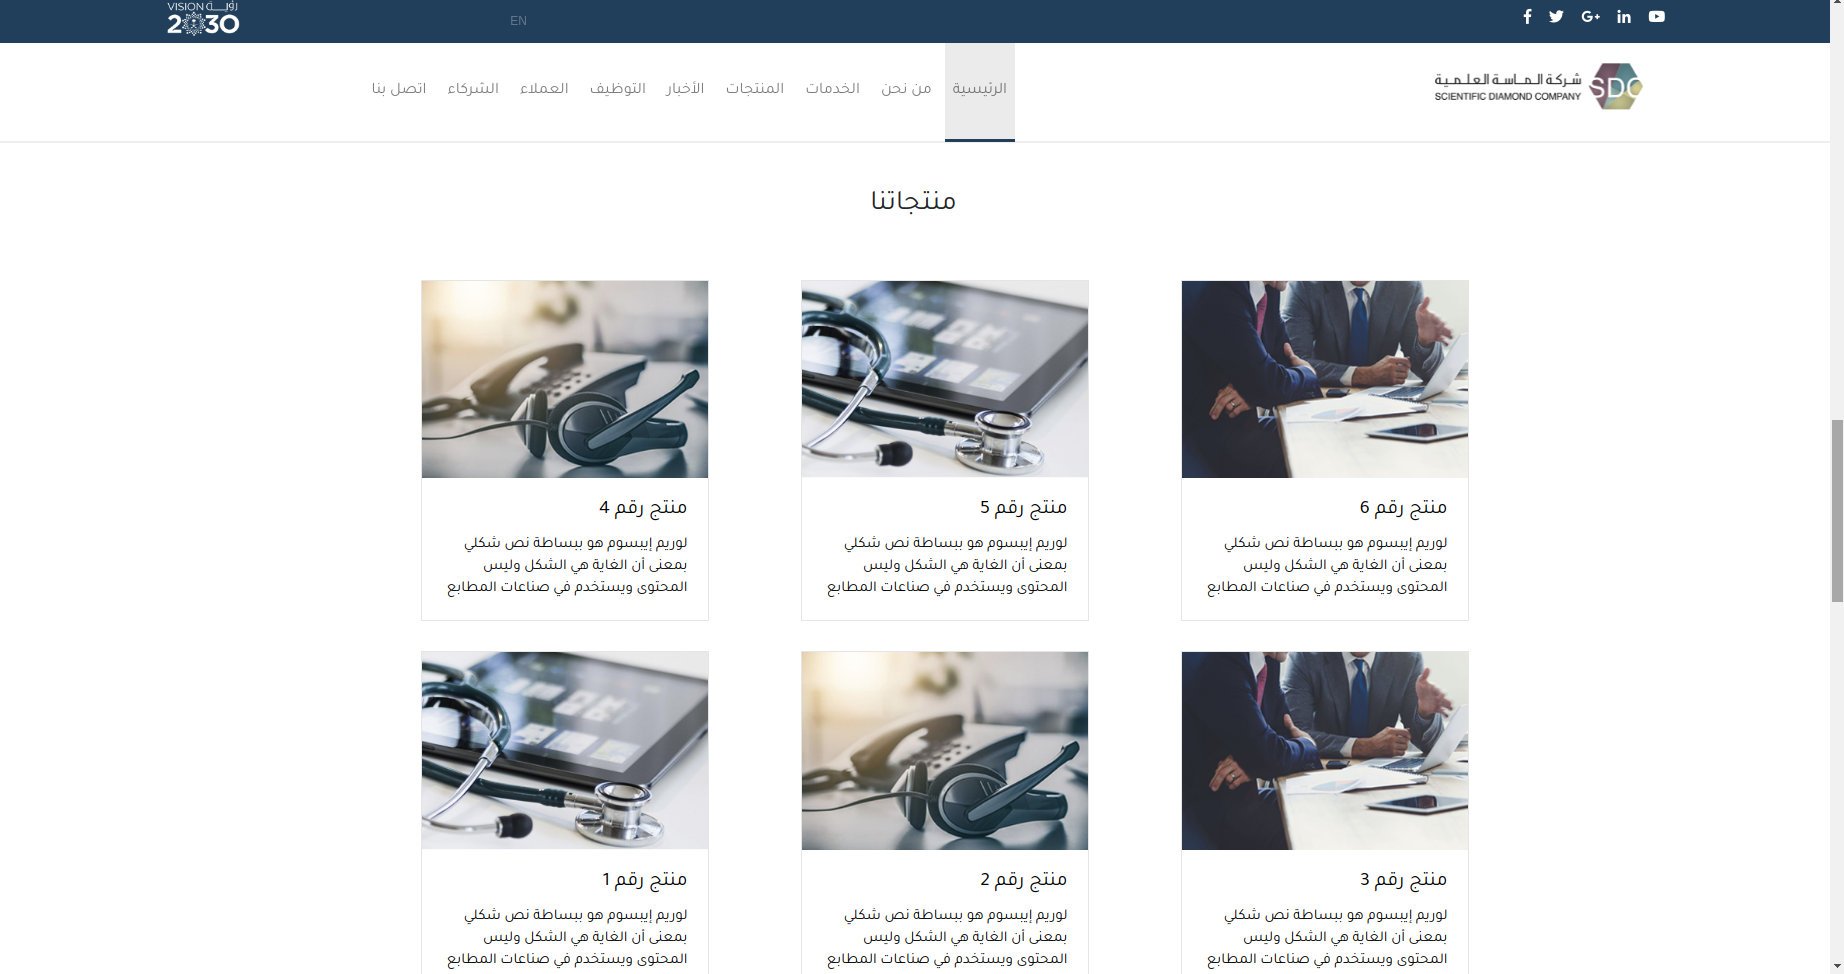 VISION رؤية
2030
EN
شركة الماسة العلمية
SCIENTIFIC DIAMOND COMPANY
SDC
الرئيسية
من نحن
الخدمات
المنتجات
الأخبار
التوظيف
العملاء
الشركاء
اتصل بنا
منتجاتنا
منتج رقم 6
لوريم إيبسوم هو ببساطة نص شكلي
بمعنى أن الغاية هي الشكل وليس
المحتوى ويستخدم في صناعات المطابع
منتج رقم 5
لوريم إيبسوم هو ببساطة نص شكلي
بمعنى أن الغاية هي الشكل وليس
المحتوى ويستخدم في صناعات المطابع
منتج رقم 4
لوريم إيبسوم هو ببساطة نص شكلي
بمعنى أن الغاية هي الشكل وليس
المحتوى ويستخدم في صناعات المطابع
منتج رقم 3
لوريم إيبسوم هو ببساطة نص شكلي
بمعنى أن الغاية هي الشكل وليس
المحتوى ويستخدم في صناعات المطابع
منتج رقم 2
لوريم إيبسوم هو ببساطة نص شكلي
بمعنى أن الغاية هي الشكل وليس
المحتوى ويستخدم في صناعات المطابع
منتج رقم 1
لوريم إيبسوم هو ببساطة نص شكلي
بمعنى أن الغاية هي الشكل وليس
المحتوى ويستخدم في صناعات المطابع